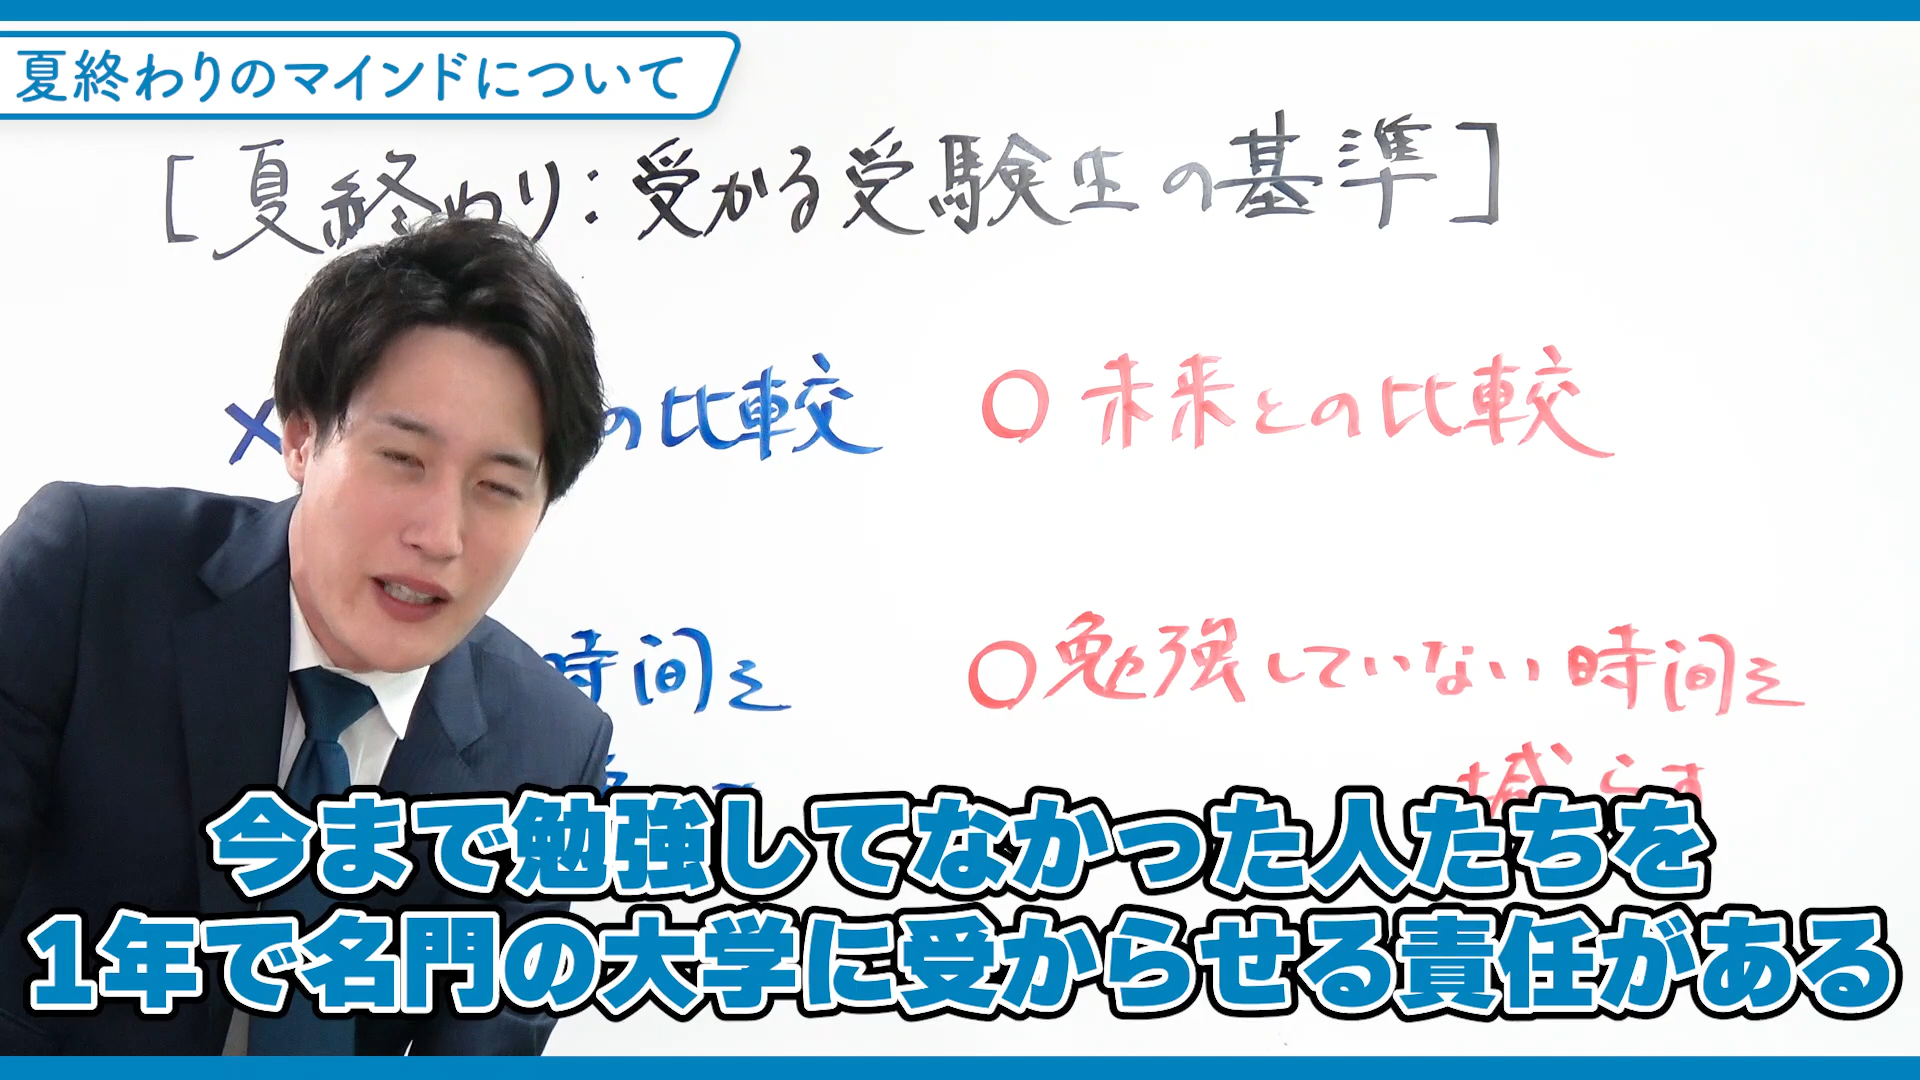 夏終わりのマインドについて
[夏終わり:受かる受験生の基準]
× の比較
○未来との比較
時間を
○勉強していない時間を
減らす
今まで勉強してなかった人たちを
1年で名門の大学に受からせる責任がある